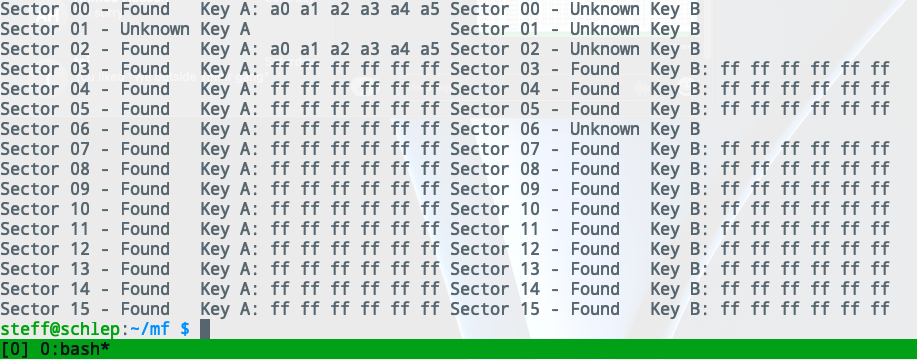 Sector 00 - Found   Key A: a0 a1 a2 a3 a4 a5 Sector 00 - Unknown Key B
Sector 01 - Unknown Key A                    Sector 01 - Unknown Key B
Sector 02 - Found   Key A: a0 a1 a2 a3 a4 a5 Sector 02 - Unknown Key B
Sector 03 - Found   Key A: ff ff ff ff ff ff Sector 03 - Found   Key B: ff ff ff ff ff ff
Sector 04 - Found   Key A: ff ff ff ff ff ff Sector 04 - Found   Key B: ff ff ff ff ff ff
Sector 05 - Found   Key A: ff ff ff ff ff ff Sector 05 - Found   Key B: ff ff ff ff ff ff
Sector 06 - Found   Key A: ff ff ff ff ff ff Sector 06 - Unknown Key B
Sector 07 - Found   Key A: ff ff ff ff ff ff Sector 07 - Found   Key B: ff ff ff ff ff ff
Sector 08 - Found   Key A: ff ff ff ff ff ff Sector 08 - Found   Key B: ff ff ff ff ff ff
Sector 09 - Found   Key A: ff ff ff ff ff ff Sector 09 - Found   Key B: ff ff ff ff ff ff
Sector 10 - Found   Key A: ff ff ff ff ff ff Sector 10 - Found   Key B: ff ff ff ff ff ff
Sector 11 - Found   Key A: ff ff ff ff ff ff Sector 11 - Found   Key B: ff ff ff ff ff ff
Sector 12 - Found   Key A: ff ff ff ff ff ff Sector 12 - Found   Key B: ff ff ff ff ff ff
Sector 13 - Found   Key A: ff ff ff ff ff ff Sector 13 - Found   Key B: ff ff ff ff ff ff
Sector 14 - Found   Key A: ff ff ff ff ff ff Sector 14 - Found   Key B: ff ff ff ff ff ff
Sector 15 - Found   Key A: ff ff ff ff ff ff Sector 15 - Found   Key B: ff ff ff ff ff ff
steff@schlep:~/mf $
[0] 0:bash*